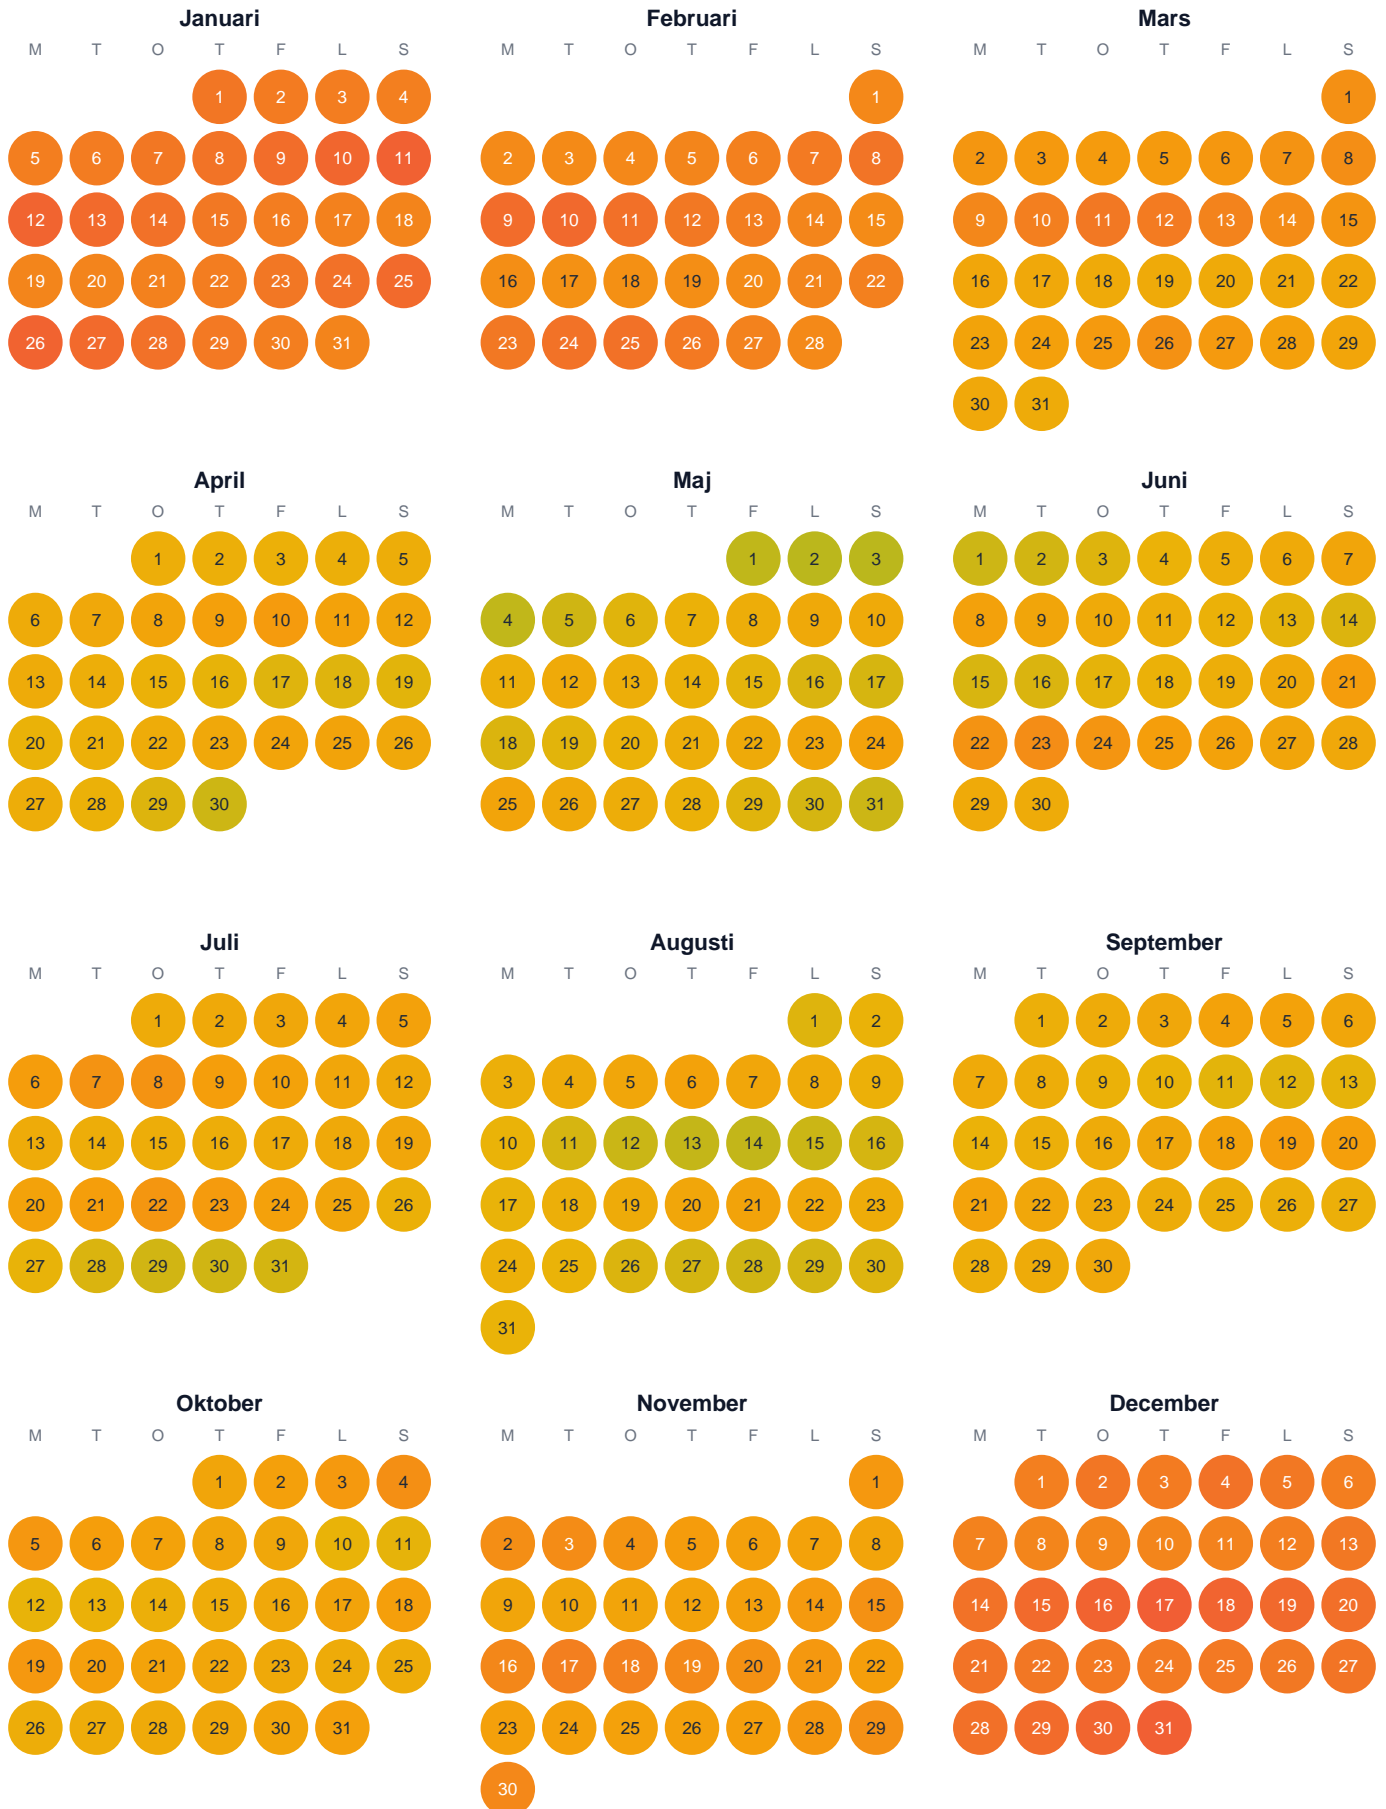 Januari Februari Mars
M T O T F L S M T O T F L S M T O T F L S
1 2 3 4 1 1
5 6 7 8 9 10 11 2 3 4 5 6 7 8 2 3 4 5 6 7 8
12 13 14 15 16 17 18 9 10 11 12 13 14 15 9 10 11 12 13 14 15
19 20 21 22 23 24 25 16 17 18 19 20 21 22 16 17 18 19 20 21 22
26 27 28 29 30 31 23 24 25 26 27 28 23 24 25 26 27 28 29
30 31
April Maj Juni
M T O T F L S M T O T F L S M T O T F L S
1 2 3 4 5 1 2 3 1 2 3 4 5 6 7
6 7 8 9 10 11 12 4 5 6 7 8 9 10 8 9 10 11 12 13 14
13 14 15 16 17 18 19 11 12 13 14 15 16 17 15 16 17 18 19 20 21
20 21 22 23 24 25 26 18 19 20 21 22 23 24 22 23 24 25 26 27 28
27 28 29 30 25 26 27 28 29 30 31 29 30
Juli Augusti September
M T O T F L S M T O T F L S M T O T F L S
1 2 3 4 5 1 2 1 2 3 4 5 6
6 7 8 9 10 11 12 3 4 5 6 7 8 9 7 8 9 10 11 12 13
13 14 15 16 17 18 19 10 11 12 13 14 15 16 14 15 16 17 18 19 20
20 21 22 23 24 25 26 17 18 19 20 21 22 23 21 22 23 24 25 26 27
27 28 29 30 31 24 25 26 27 28 29 30 28 29 30
31
Oktober November December
M T O T F L S M T O T F L S M T O T F L S
1 2 3 4 1 1 2 3 4 5 6
5 6 7 8 9 10 11 2 3 4 5 6 7 8 7 8 9 10 11 12 13
12 13 14 15 16 17 18 9 10 11 12 13 14 15 14 15 16 17 18 19 20
19 20 21 22 23 24 25 16 17 18 19 20 21 22 21 22 23 24 25 26 27
26 27 28 29 30 31 23 24 25 26 27 28 29 28 29 30 31
30